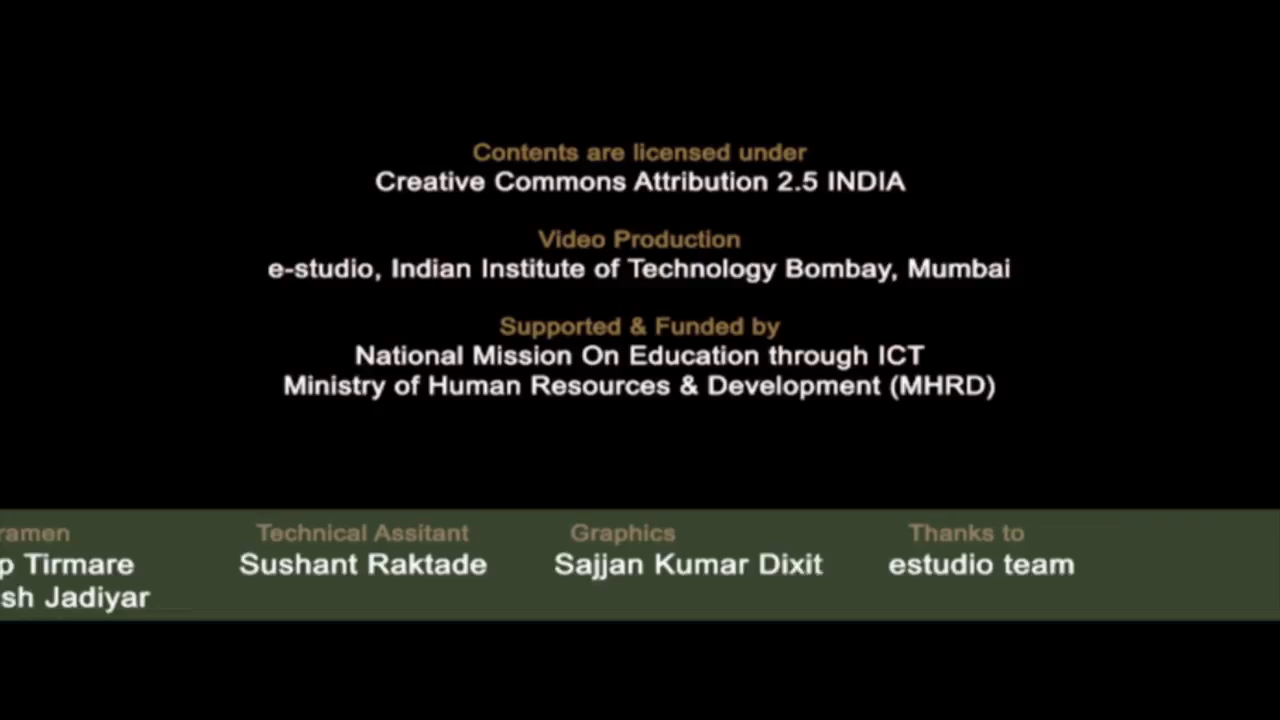 Contents are licensed under
Creative Commons Attribution 2.5 INDIA
Video Production
e-studio, Indian Institute of Technology Bombay, Mumbai
Supported & Funded by
National Mission On Education through ICT
Ministry of Human Resources & Development (MHRD)
Technical Assitant Graphics Thanks to
Tirmare Sushant Raktade Sajjan Kumar Dixit estudio team
Jadiyar